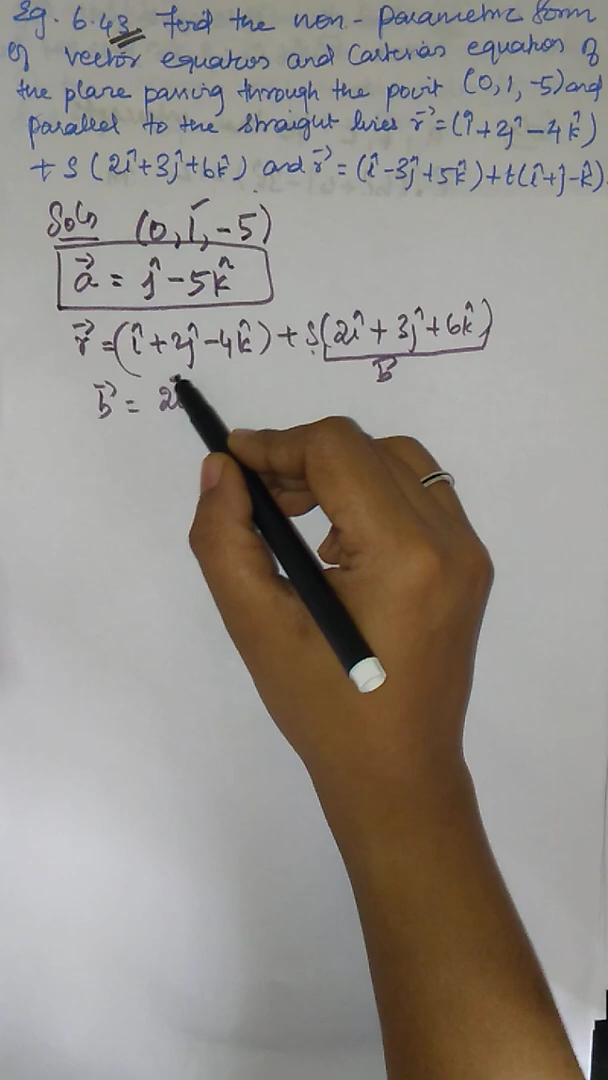 Eg. 6.43. Find the non-parametric form
of vector equation and Cartesian equation of
the plane passing through the point (0, 1, -5) and
parallel to the straight lines r⃗ = (î + 2ĵ - 4k̂)
+ s(2î + 3ĵ + 6k̂) and r⃗ = (î - 3ĵ + 5k̂) + t(î + ĵ - k̂).
Soln (0, 1, -5)
a⃗ = ĵ - 5k̂
r⃗ = (î + 2ĵ - 4k̂) + s(2î + 3ĵ + 6k̂)
b⃗
b⃗ = 2